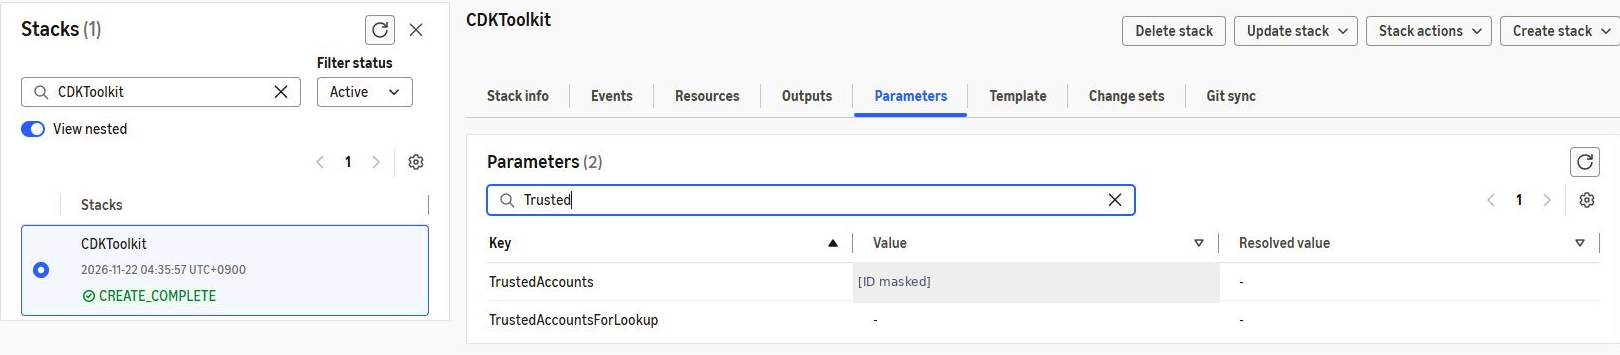 Stacks (1)
Filter status
CDKToolkit
Active
View nested
1
Stacks
CDKToolkit
2026-11-22 04:35:57 UTC+0900
CREATE_COMPLETE
CDKToolkit
Delete stack
Update stack
Stack actions
Create stack
Stack info
Events
Resources
Outputs
Parameters
Template
Change sets
Git sync
Parameters (2)
Trusted
1
Key
Value
Resolved value
TrustedAccounts
[ID masked]
-
TrustedAccountsForLookup
-
-